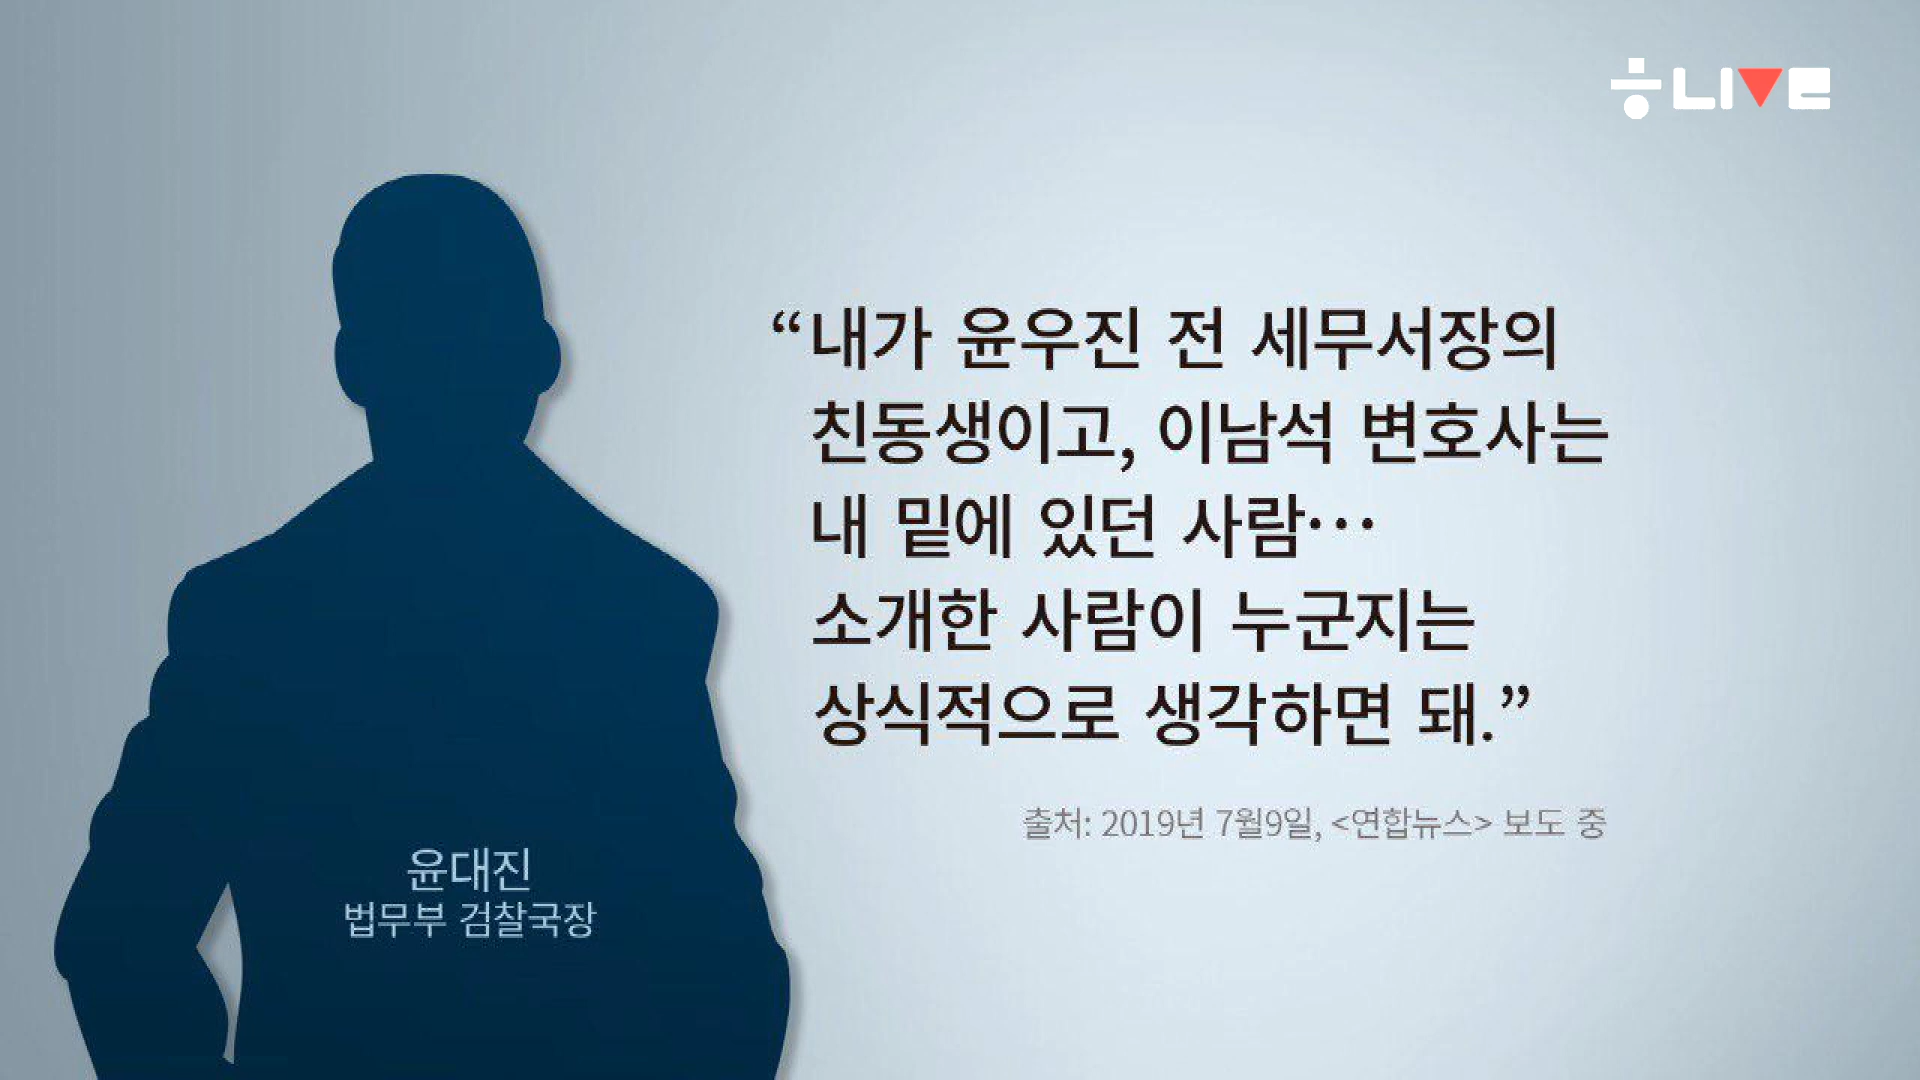 ㅎLIVE
“내가 윤우진 전 세무서장의
친동생이고, 이남석 변호사는
내 밑에 있던 사람…
소개한 사람이 누군지는
상식적으로 생각하면 돼.”
출처: 2019년 7월9일, <연합뉴스> 보도 중
윤대진
법무부 검찰국장